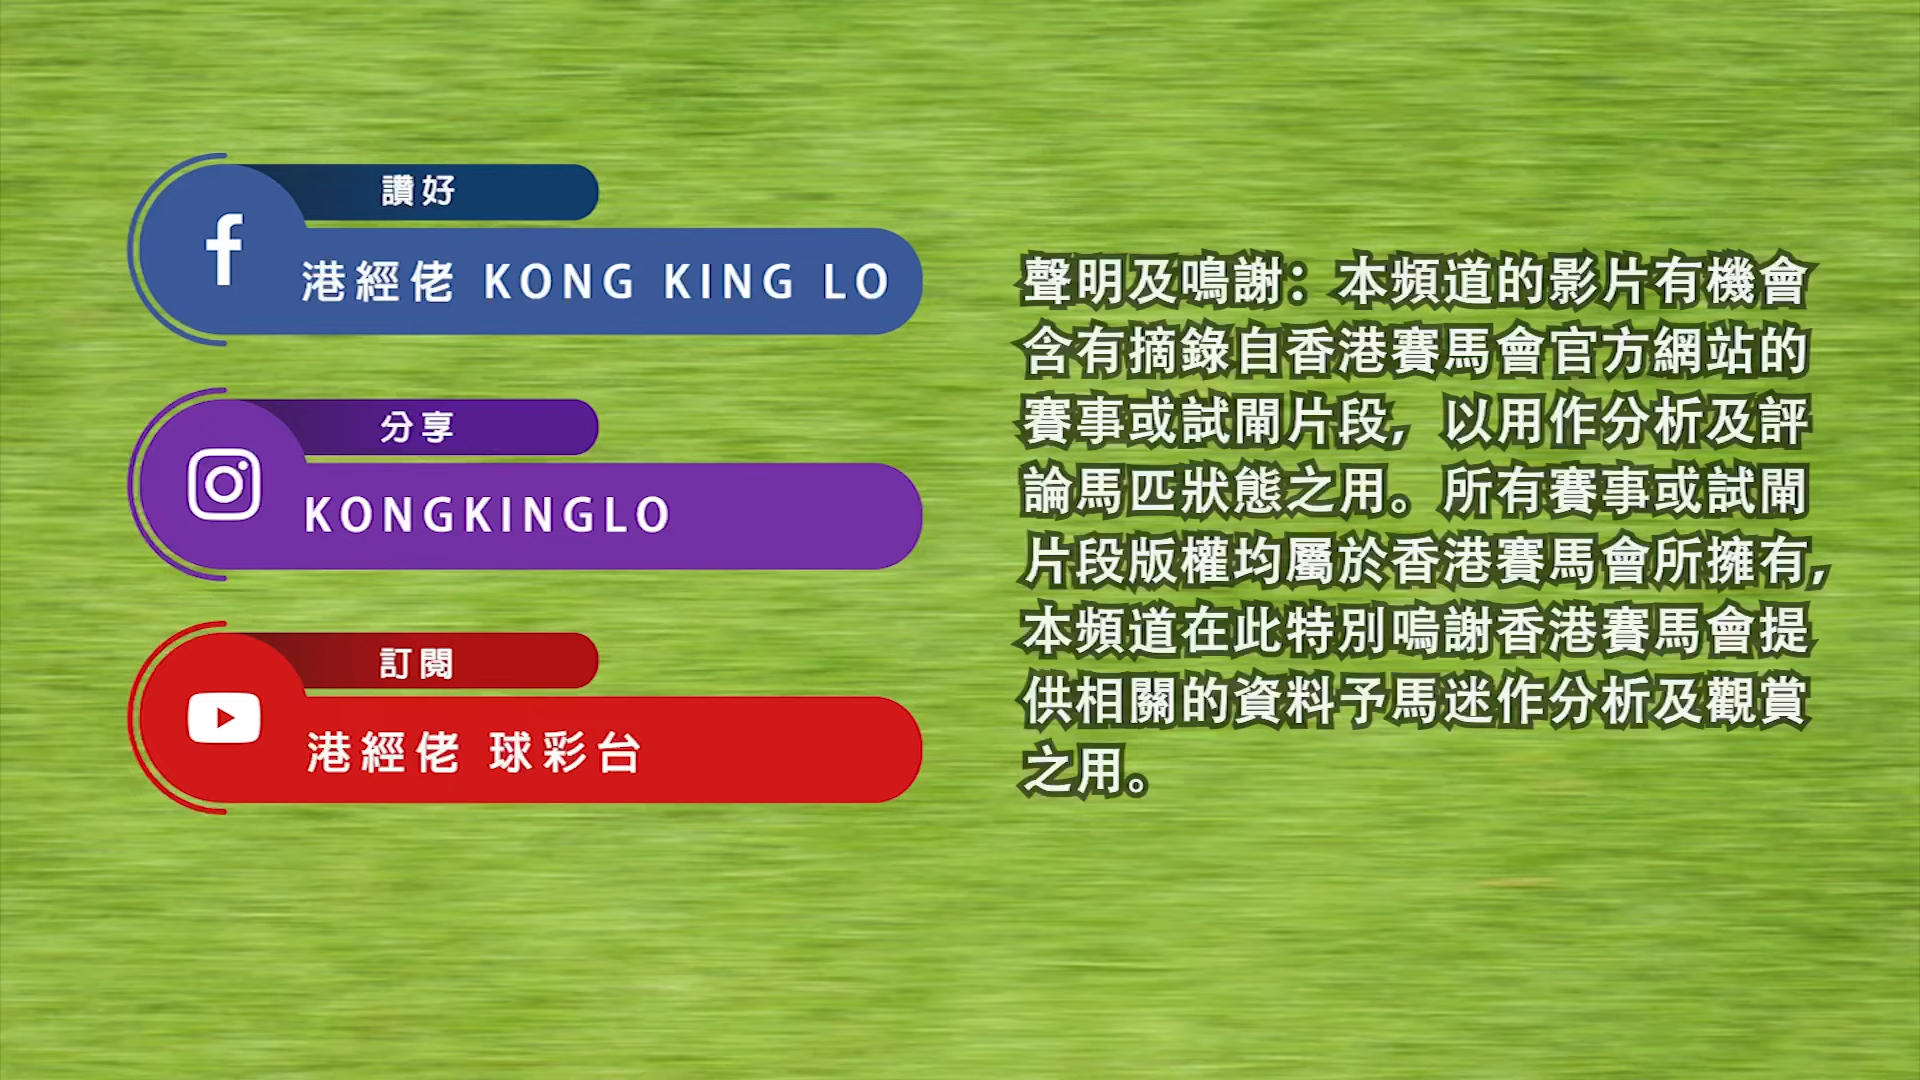 讚好
港經佬 KONG KING LO
分享
KONGKINGLO
訂閱
港經佬 球彩台
聲明及鳴謝：本頻道的影片有機會
含有摘錄自香港賽馬會官方網站的
賽事或試閘片段，以用作分析及評
論馬匹狀態之用。所有賽事或試閘
片段版權均屬於香港賽馬會所擁有，
本頻道在此特別嗚謝香港賽馬會提
供相關的資料予馬迷作分析及觀賞
之用。